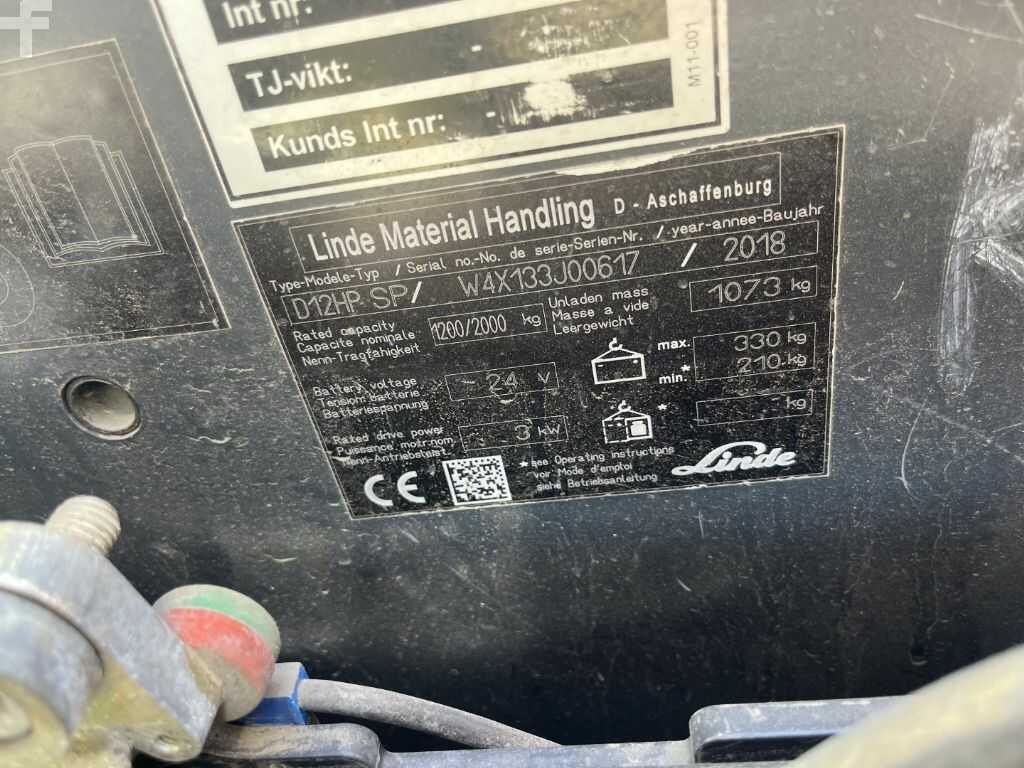 Int nr:
TJ-vikt: -
Kunds Int nr: -
M11-001
Linde Material Handling D - Aschaffenburg
Type-Modele-Typ / Serial no.-No. de serie-Serien-Nr. / year-annee-Baujahr
D12HP SP/ W4X133J00617 / 2018
Rated capacity
Capacite nominale
Nenn-Tragfahigkeit
1200/2000 kg
Unladen mass
Masse a vide
Leergewicht
1073 kg
Battery voltage
Tension batterie
Batteriespannung
- 24 V
max. 330 kg
min.* 210 kg
* - kg
Rated drive power
Puissance mot.nom
Nenn-Antriebsleist
- 3 kW
CE
*see Operating instructions
voir Mode d'emploi
siehe Betriebsanleitung
Linde